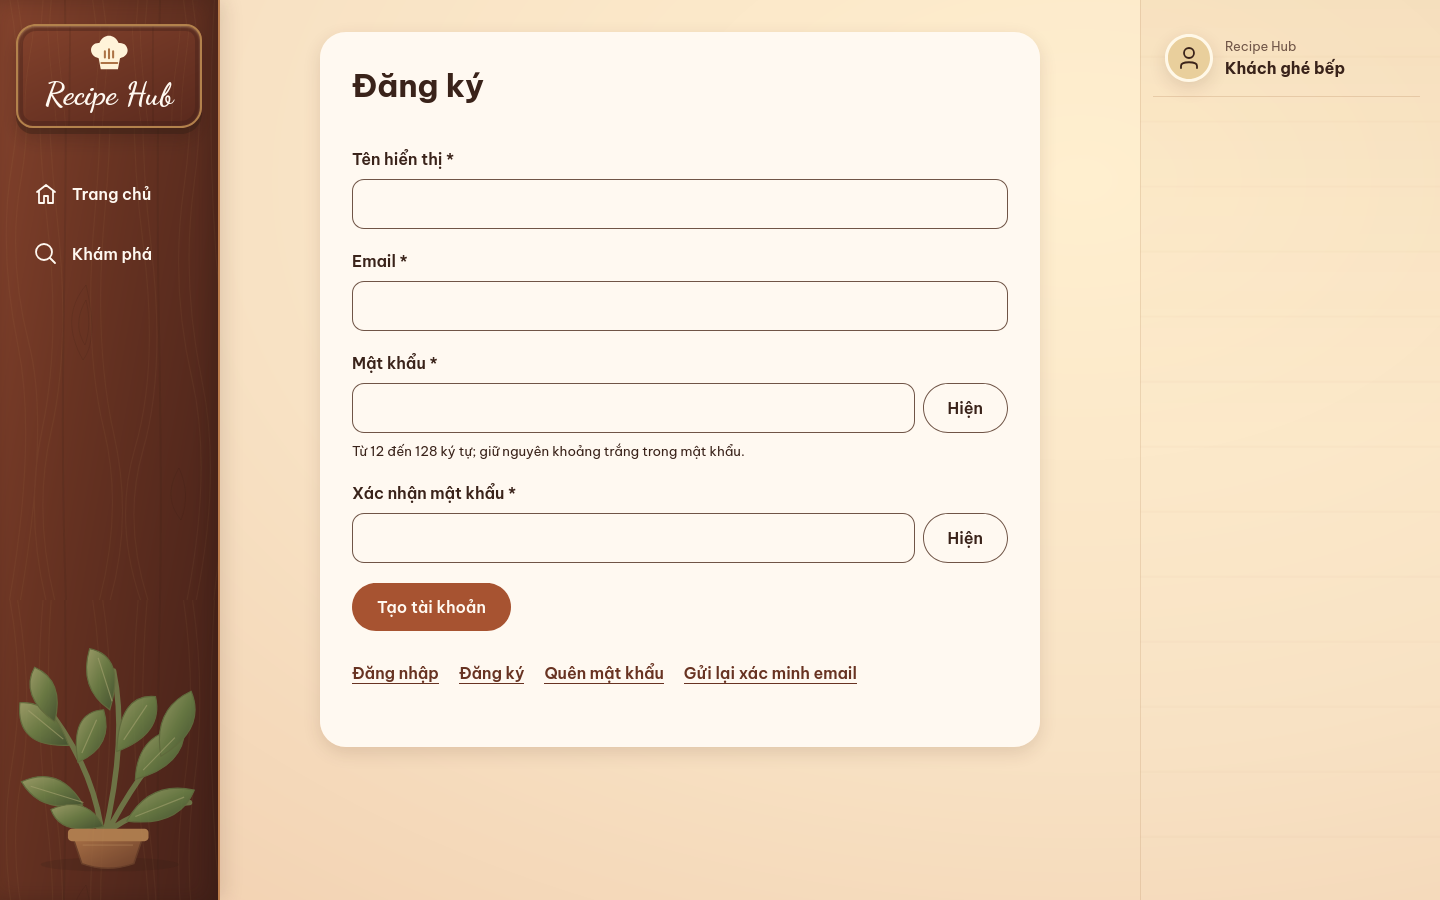 Recipe Hub
Trang chủ
Khám phá
Đăng ký
Tên hiển thị *
Email *
Mật khẩu *
Hiện
Từ 12 đến 128 ký tự; giữ nguyên khoảng trắng trong mật khẩu.
Xác nhận mật khẩu *
Hiện
Tạo tài khoản
Đăng nhập Đăng ký Quên mật khẩu Gửi lại xác minh email
Recipe Hub
Khách ghé bếp